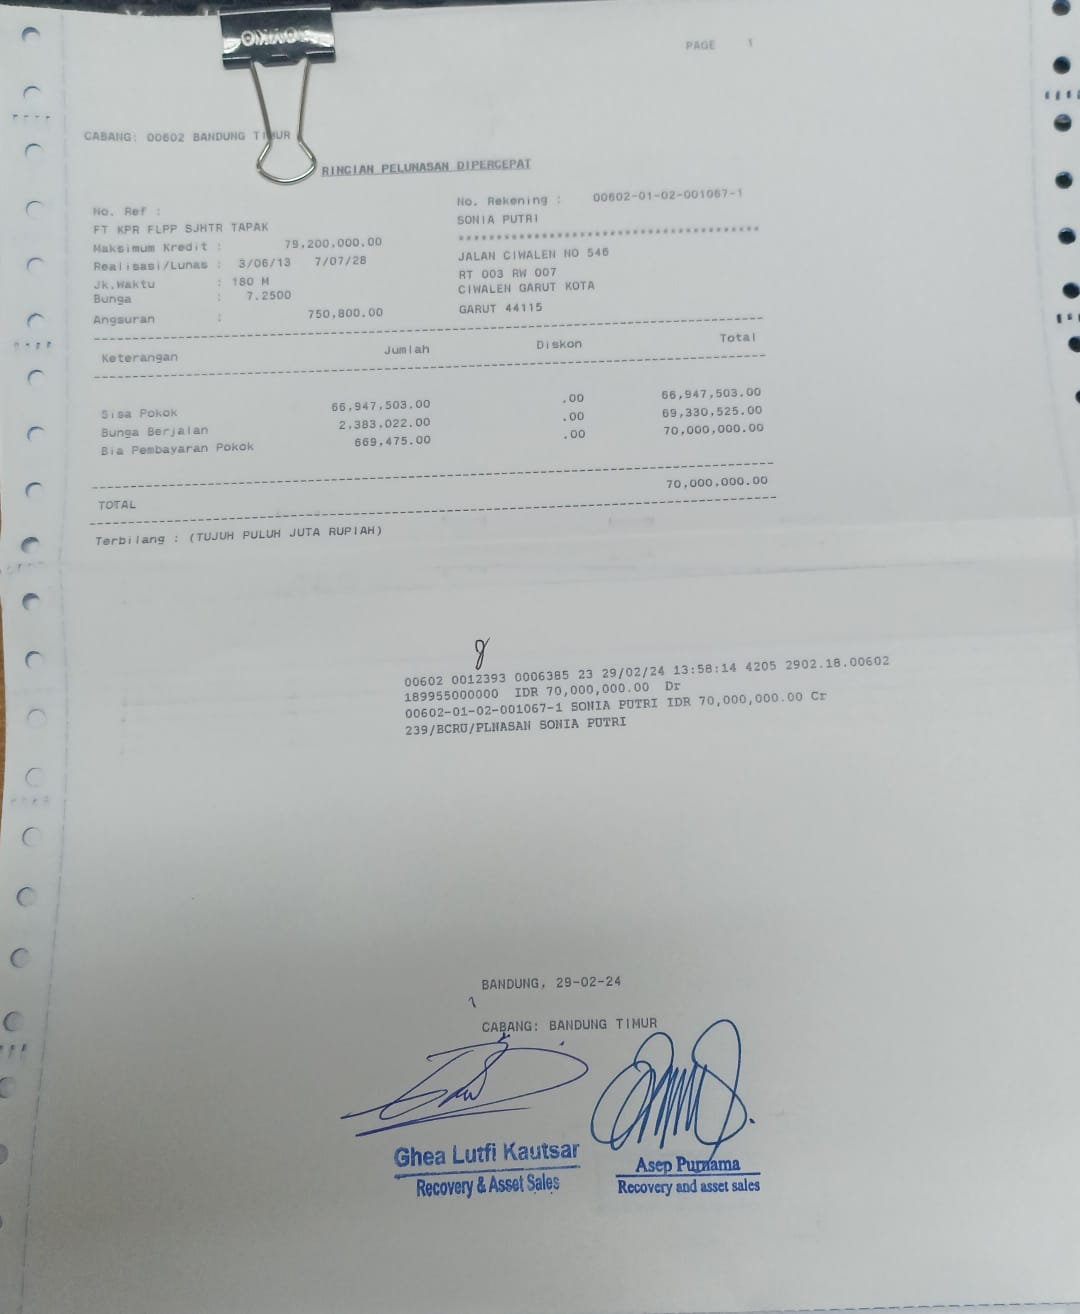 JOYKO
PAGE 1
CABANG: 00602 BANDUNG TIMUR
RINCIAN PELUNASAN DIPERCEPAT
No. Ref :
FT KPR FLPP SJHTR TAPAK
Maksimum Kredit : 79,200,000.00
Realisasi/Lunas : 3/06/13 7/07/28
Jk.Waktu : 180 M
Bunga : 7.2500
Angsuran : 750,800.00
No. Rekening : 00602-01-02-001067-1
SONIA PUTRI
****************************************
JALAN CIWALEN NO 546
RT 003 RW 007
CIWALEN GARUT KOTA
GARUT 44115
Keterangan Jumlah Diskon Total
Sisa Pokok 66,947,503.00 .00 66,947,503.00
Bunga Berjalan 2,383,022.00 .00 69,330,525.00
Bia Pembayaran Pokok 669,475.00 .00 70,000,000.00
TOTAL 70,000,000.00
Terbilang : (TUJUH PULUH JUTA RUPIAH)
00602 0012393 0006385 23 29/02/24 13:58:14 4205 2902.18.00602
189955000000 IDR 70,000,000.00 Dr
00602-01-02-001067-1 SONIA PUTRI IDR 70,000,000.00 Cr
239/BCRU/PLNASAN SONIA PUTRI
BANDUNG, 29-02-24
CABANG: BANDUNG TIMUR
Ghea Lutfi Kautsar
Recovery & Asset Sales
Asep Purnama
Recovery and asset sales